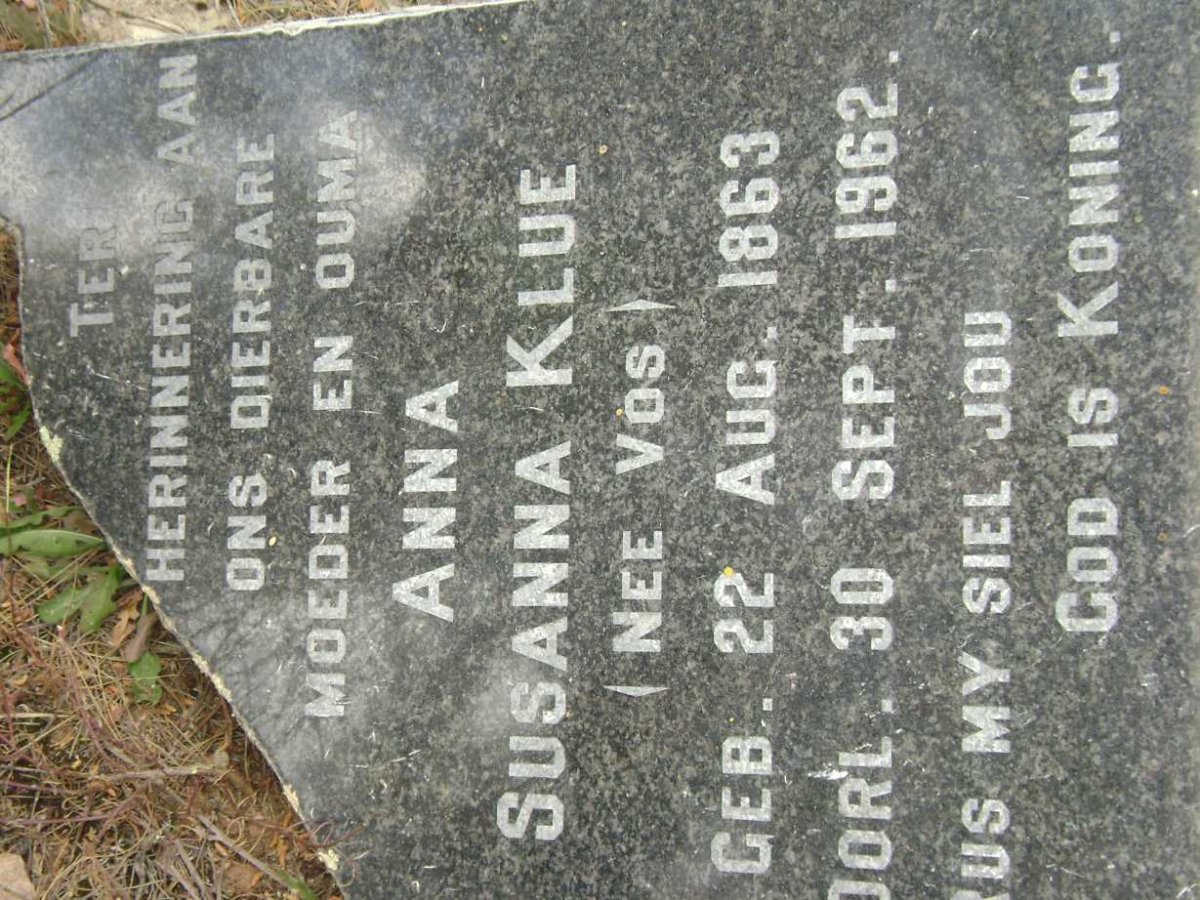 TER
HERINNERING AAN
ONS DIERBARE
MOEDER EN OUMA
ANNA
SUSANNA KLUE
( NEE VOS )
GEB. 22 AUG. 1863
OORL. 30 SEPT. 1962.
RUS MY SIEL JOU
GOD IS KONING.